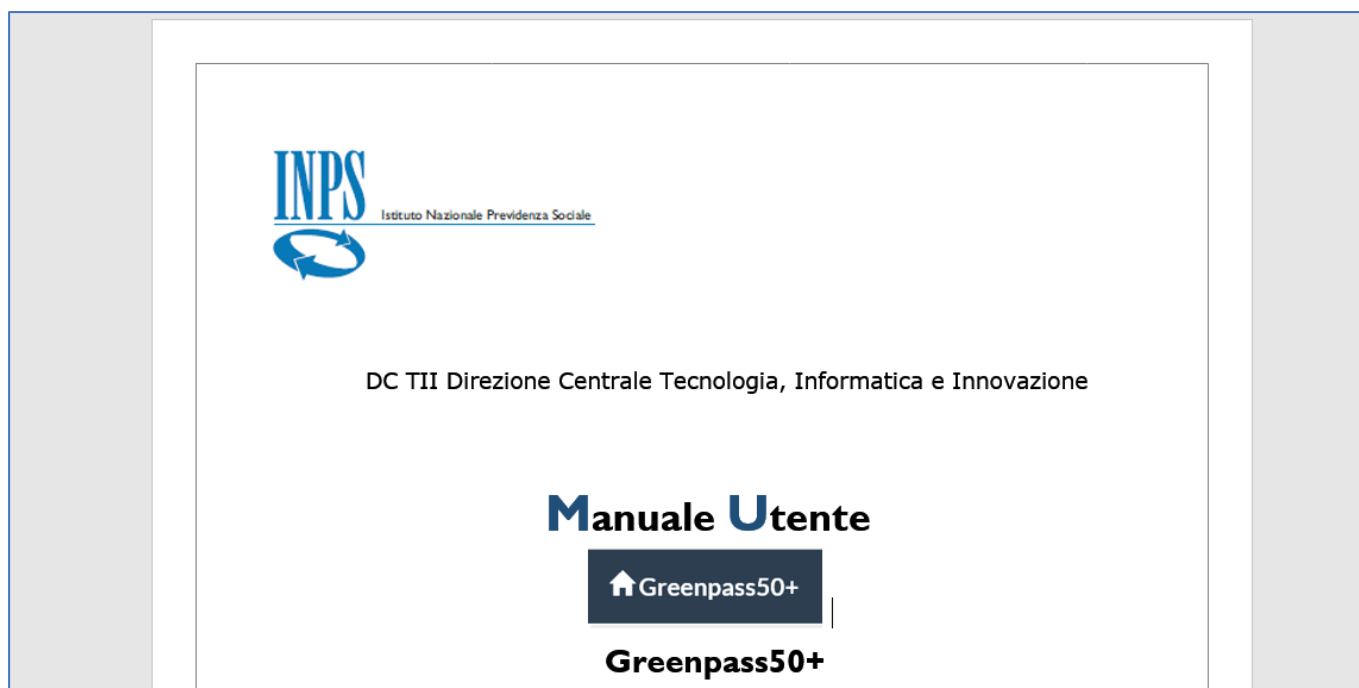 INPS
Istituto Nazionale Previdenza Sociale
DC TII Direzione Centrale Tecnologia, Informatica e Innovazione
Manuale Utente
Greenpass50+
Greenpass50+